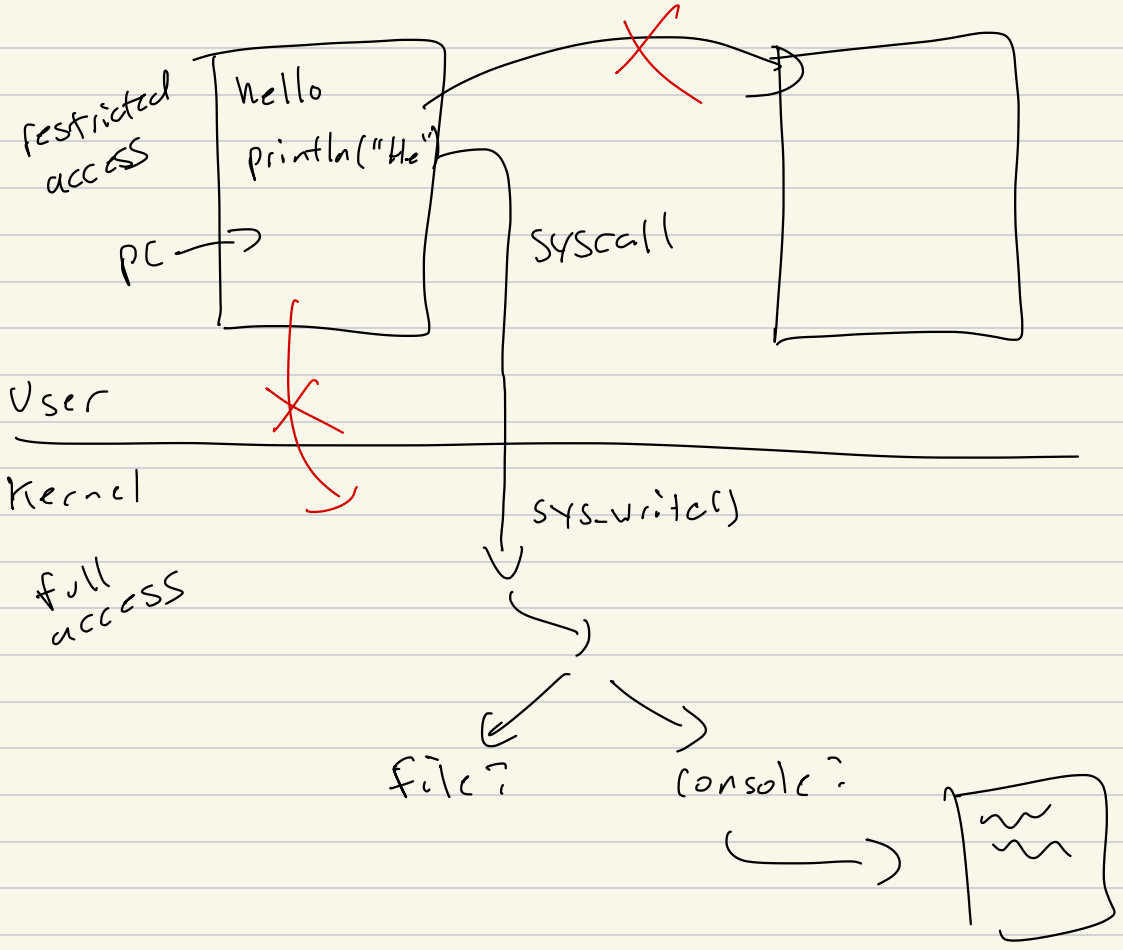 restricted
access
hello
println("He")
PC
syscall
User
Kernel
sys_write()
full
access
file?
console?